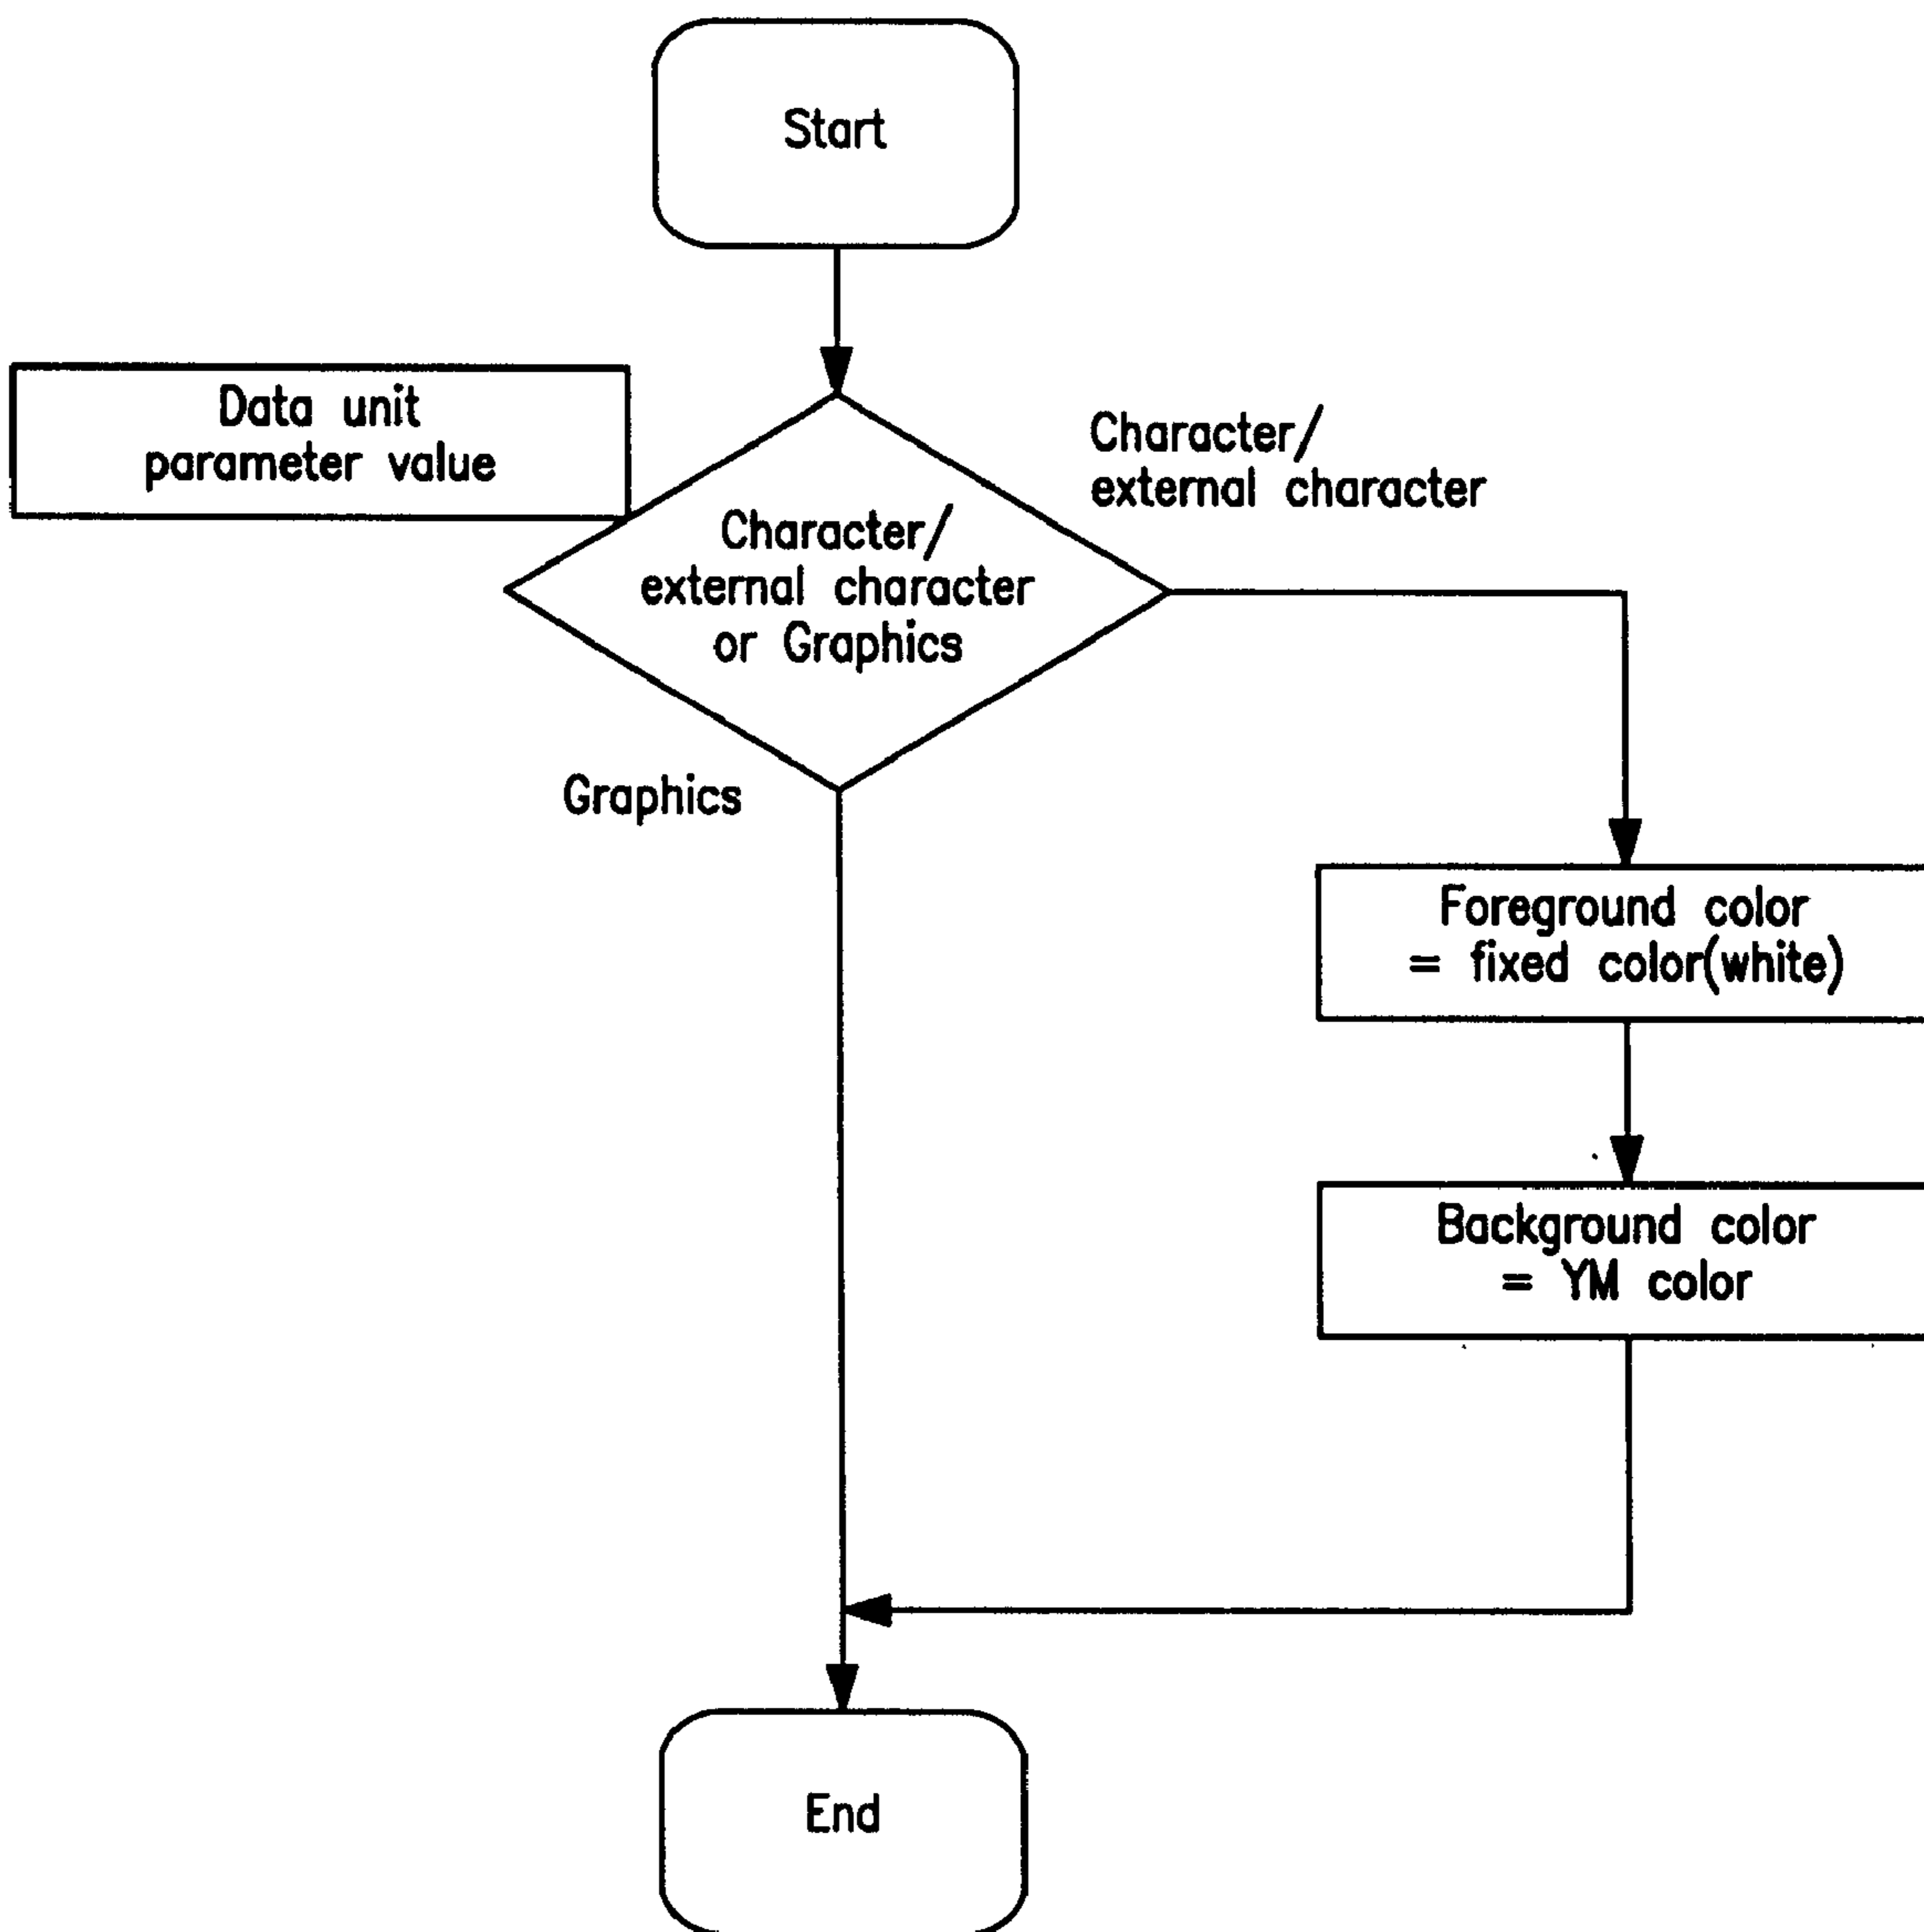 Start
Data unit
parameter value
Character/
external character
Character/
external character
or Graphics
Graphics
Foreground color
= fixed color(white)
Background color
= YM color
End